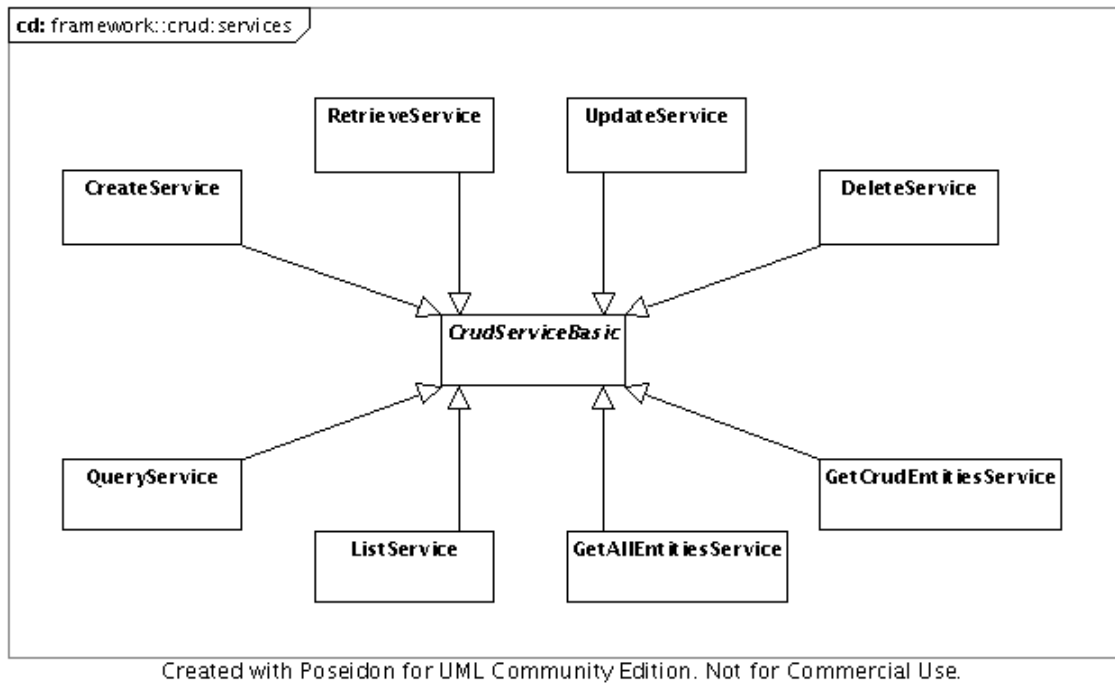 cd: framework::crud:services
RetrieveService
UpdateService
CreateService
DeleteService
CrudServiceBasic
QueryService
GetCrudEntitiesService
ListService
GetAllEntitiesService
Created with Poseidon for UML Community Edition. Not for Commercial Use.